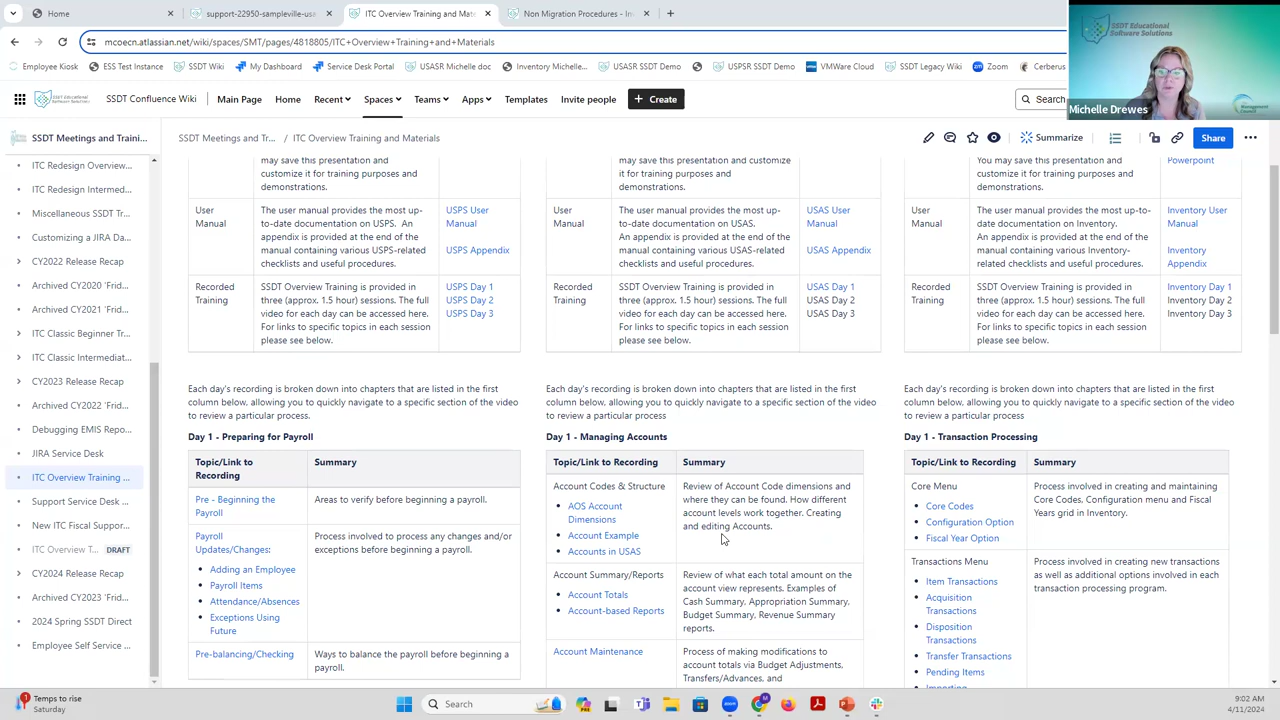 Home
support-22950-sampleville-use
ITC Overview Training and Mate
Non Migration Procedures - Inv
mcoecn.atlassian.net/wiki/spaces/SMT/pages/4818805/ITC+Overview+Training+and+Materials
Employee Kiosk
ESS Test Instance
SSDT Wiki
My Dashboard
Service Desk Portal
USASR Michelle doc
Inventory Michelle...
USASR SSDT Demo
USPSR SSDT Demo
VMWare Cloud
SSDT Legacy Wiki
Zoom
Cerberus
SSDT Educational
Software Solutions
Management
Council
Michelle Drewes
SSDT Confluence Wiki
Main Page
Home
Recent
Spaces
Teams
Apps
Templates
Invite people
Create
Search
SSDT Meetings and Traini...
SSDT Meetings and Tr... / ITC Overview Training and Materials
Summarize
Share
ITC Redesign Overview...
ITC Redesign Intermed...
Miscellaneous SSDT Tr...
Customizing a JIRA Da...
CY2022 Release Recap
Archived CY2020 'Frid...
Archived CY2021 'Frid...
ITC Classic Beginner Tr...
ITC Classic Intermediat...
CY2023 Release Recap
Archived CY2022 'Frid...
Debugging EMIS Repo...
JIRA Service Desk
ITC Overview Training ...
Support Service Desk ...
New ITC Fiscal Suppor...
ITC Overview T... DRAFT
CY2024 Release Recap
Archived CY2023 'Frid...
2024 Spring SSDT Direct
Employee Self Service ...
may save this presentation and
customize it for training purposes and
demonstrations.
User
Manual
The user manual provides the most up-
to-date documentation on USPS. An
appendix is provided at the end of the
manual containing various USPS-related
checklists and useful procedures.
USPS User
Manual
USPS Appendix
Recorded
Training
SSDT Overview Training is provided in
three (approx. 1.5 hour) sessions. The full
video for each day can be accessed here.
For links to specific topics in each session
please see below.
USPS Day 1
USPS Day 2
USPS Day 3
Each day's recording is broken down into chapters that are listed in the first
column below, allowing you to quickly navigate to a specific section of the video
to review a particular process.
Day 1 - Preparing for Payroll
Topic/Link to
Recording
Summary
Pre - Beginning the
Payroll
Areas to verify before beginning a payroll.
Payroll
Updates/Changes:
Adding an Employee
Payroll Items
Attendance/Absences
Exceptions Using
Future
Process involved to process any changes and/or
exceptions before beginning a payroll.
Pre-balancing/Checking
Ways to balance the payroll before beginning a
payroll.
may save this presentation and
customize it for training purposes and
demonstrations.
User
Manual
The user manual provides the most up-
to-date documentation on USAS.
An appendix is provided at the end of the
manual containing various USAS-related
checklists and useful procedures.
USAS User
Manual
USAS Appendix
Recorded
Training
SSDT Overview Training is provided in
three (approx. 1.5 hour) sessions. The full
video for each day can be accessed here.
For links to specific topics in each session
please see below.
USAS Day 1
USAS Day 2
USAS Day 3
Each day's recording is broken down into chapters that are listed in the first
column below, allowing you to quickly navigate to a specific section of the video
to review a particular process
Day 1 - Managing Accounts
Topic/Link to Recording
Summary
Account Codes & Structure
AOS Account
Dimensions
Account Example
Accounts in USAS
Review of Account Code dimensions and
where they can be found. How different
account levels work together. Creating
and editing Accounts.
Account Summary/Reports
Account Totals
Account-based Reports
Review of what each total amount on the
account view represents. Examples of
Cash Summary, Appropriation Summary,
Budget Summary, Revenue Summary
reports.
Account Maintenance
Process of making modifications to
account totals via Budget Adjustments,
Transfers/Advances, and
You may save this presentation and
customize it for training purposes and
demonstrations.
Powerpoint
User
Manual
The user manual provides the most up-to-
date documentation on Inventory.
An appendix is provided at the end of the
manual containing various Inventory-
related checklists and useful procedures.
Inventory User
Manual
Inventory
Appendix
Recorded
Training
SSDT Overview Training is provided in
three (approx. 1.5 hour) sessions. The full
video for each day can be accessed here.
For links to specific topics in each session
please see below.
Inventory Day 1
Inventory Day 2
Inventory Day 3
Each day's recording is broken down into chapters that are listed in the first
column below, allowing you to quickly navigate to a specific section of the video
to review a particular process
Day 1 - Transaction Processing
Topic/Link to Recording
Summary
Core Menu
Core Codes
Configuration Option
Fiscal Year Option
Process involved in creating and maintaining
Core Codes, Configuration menu and Fiscal
Years grid in Inventory.
Transactions Menu
Item Transactions
Acquisition
Transactions
Disposition
Transactions
Transfer Transactions
Pending Items
Importing
Process involved in creating new transactions
as well as additional options involved in each
transaction processing program.
Temps to rise
Saturday
Search
9:02 AM
4/11/2024